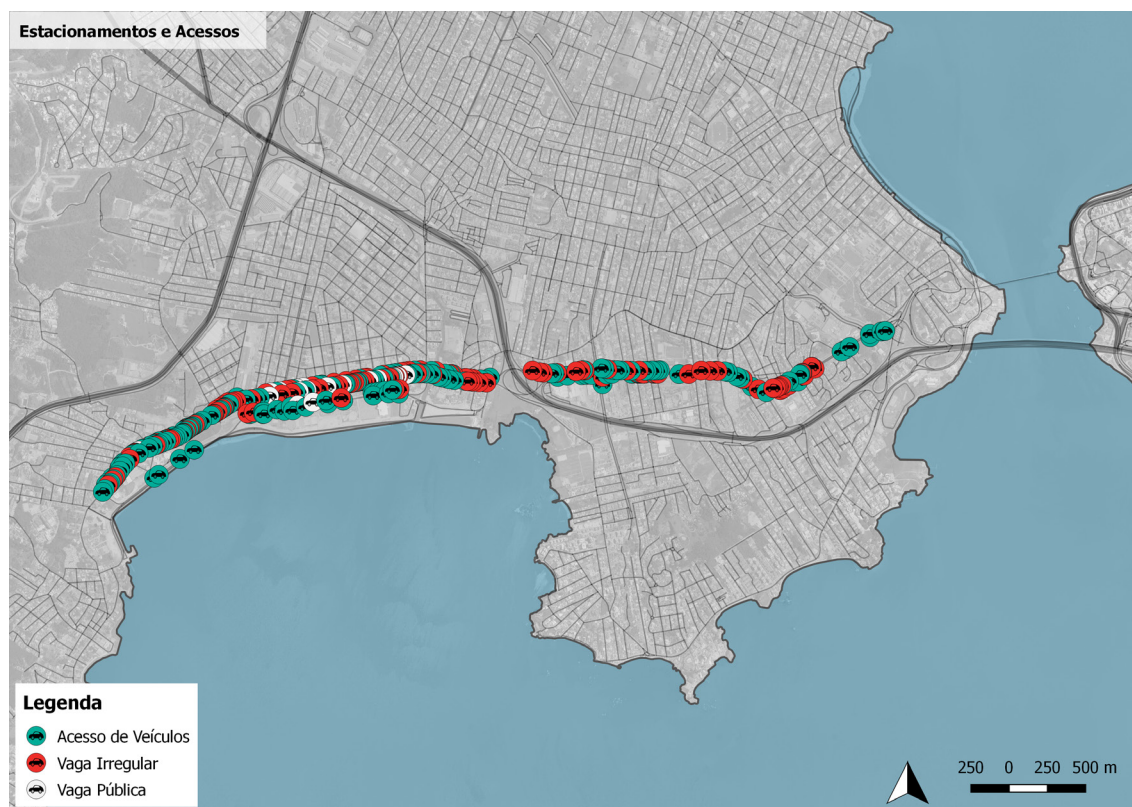 Estacionamentos e Acessos
Legenda
Acesso de Veículos
Vaga Irregular
Vaga Pública
250 0 250 500 m